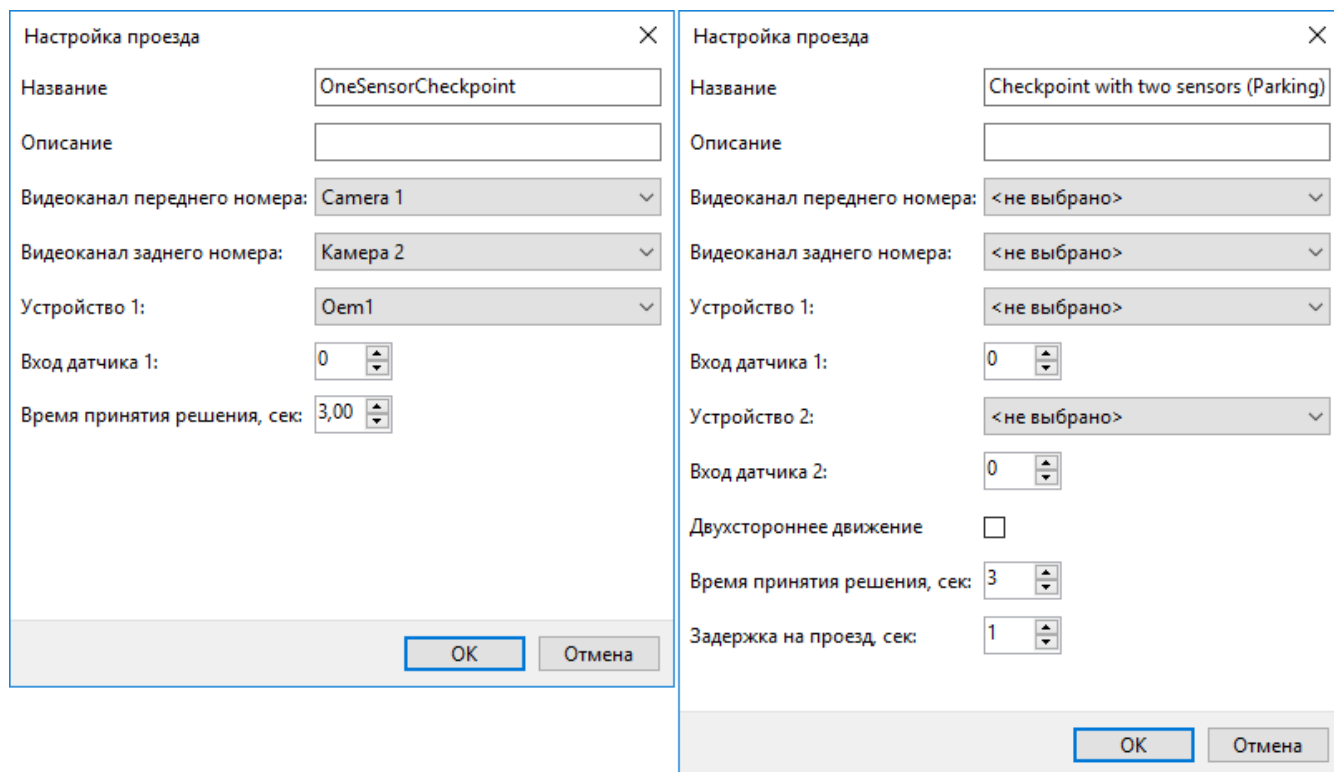 Настройка проезда
Название OneSensorCheckpoint
Описание
Видеоканал переднего номера: Camera 1
Видеоканал заднего номера: Камера 2
Устройство 1: Oem1
Вход датчика 1: 0
Время принятия решения, сек: 3,00
OK Отмена
Настройка проезда
Название Checkpoint with two sensors (Parking)
Описание
Видеоканал переднего номера: <не выбрано>
Видеоканал заднего номера: <не выбрано>
Устройство 1: <не выбрано>
Вход датчика 1: 0
Устройство 2: <не выбрано>
Вход датчика 2: 0
Двухстороннее движение
Время принятия решения, сек: 3
Задержка на проезд, сек: 1
OK Отмена